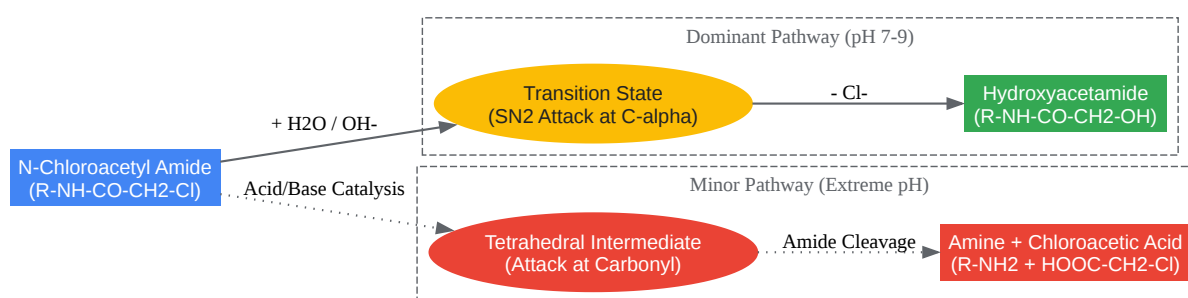 Dominant Pathway (pH 7-9)
Transition State
(SN2 Attack at C-alpha)
- Cl-
Hydroxyacetamide
(R-NH-CO-CH2-OH)
+ H2O / OH-
N-Chloroacetyl Amide
(R-NH-CO-CH2-Cl)
Acid/Base Catalysis
Minor Pathway (Extreme pH)
Tetrahedral Intermediate
(Attack at Carbonyl)
Amide Cleavage
Amine + Chloroacetic Acid
(R-NH2 + HOOC-CH2-Cl)